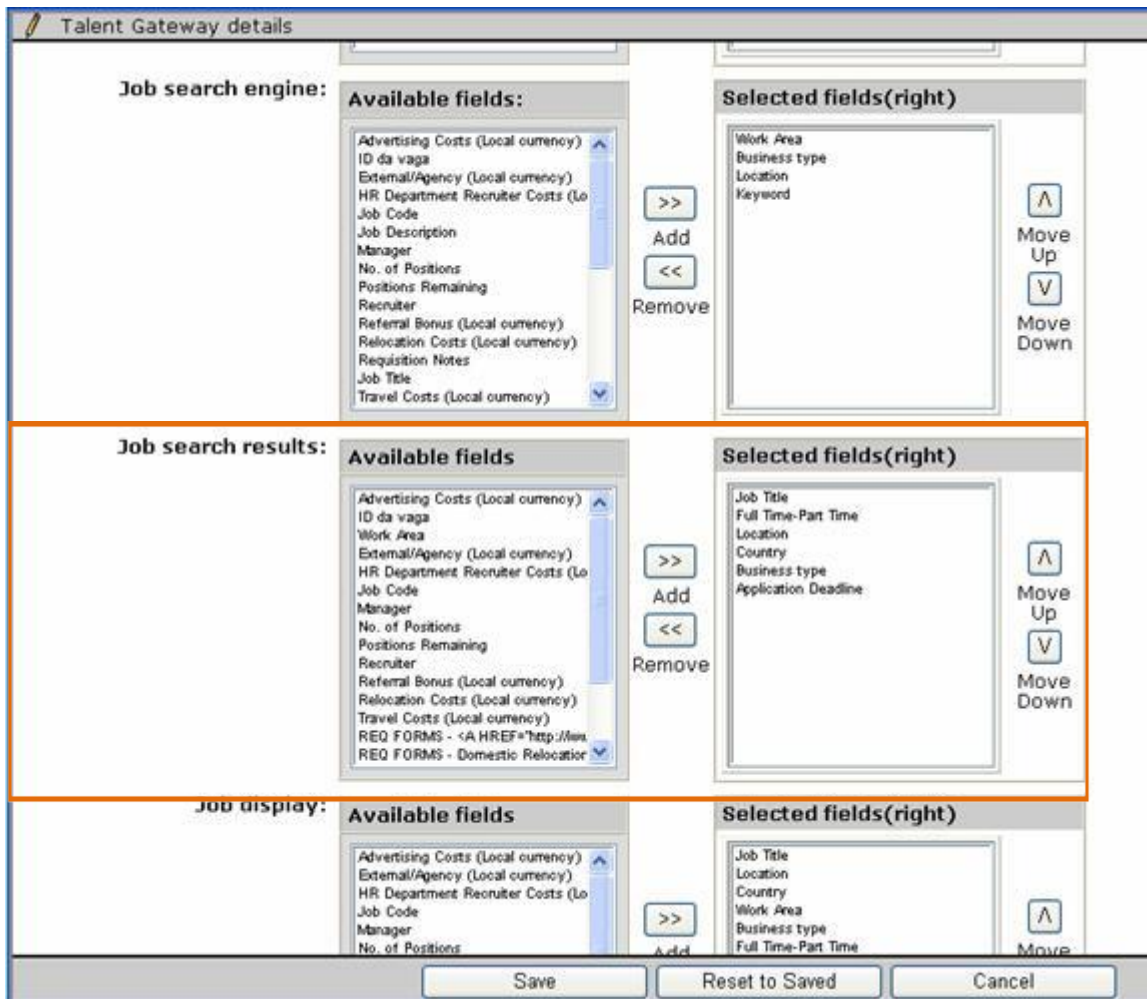 Talent Gateway details
Job search engine:
Available fields:
Advertising Costs (Local currency)
ID da vaga
External/Agency (Local currency)
HR Department Recruiter Costs (Lo
Job Code
Job Description
Manager
No. of Positions
Positions Remaining
Recruiter
Referral Bonus (Local currency)
Relocation Costs (Local currency)
Requisition Notes
Job Title
Travel Costs (Local currency)
>>
Add
<<
Remove
Selected fields(right)
Work Area
Business type
Location
Keyword
Λ
Move
Up
V
Move
Down
Job search results:
Available fields
Advertising Costs (Local currency)
ID da vaga
Work Area
External/Agency (Local currency)
HR Department Recruiter Costs (Lo
Job Code
Manager
No. of Positions
Positions Remaining
Recruiter
Referral Bonus (Local currency)
Relocation Costs (Local currency)
Travel Costs (Local currency)
REQ FORMS - <A HREF="http://
REQ FORMS - Domestic Relocation
>>
Add
<<
Remove
Selected fields(right)
Job Title
Full Time-Part Time
Location
Country
Business type
Application Deadline
Λ
Move
Up
V
Move
Down
Job display:
Available fields
Advertising Costs (Local currency)
External/Agency (Local currency)
HR Department Recruiter Costs (Lo
Job Code
Manager
No. of Positions
>>
Add
Selected fields(right)
Job Title
Location
Country
Work Area
Business type
Full Time-Part Time
Λ
Move
Save
Reset to Saved
Cancel